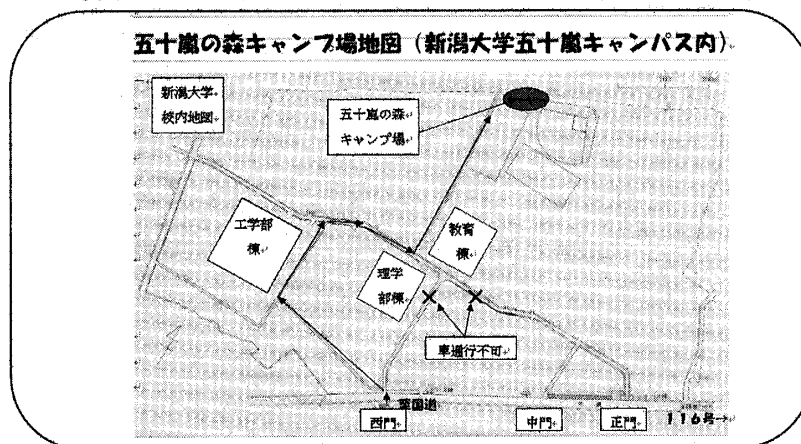 五十嵐の森キャンプ場地図（新潟大学五十嵐キャンパス内）
新潟大学
校内地図
五十嵐の森
キャンプ場
工学部
棟
教育
棟
理学
部棟
車通行不可
至国道
116号→
西門
中門
正門